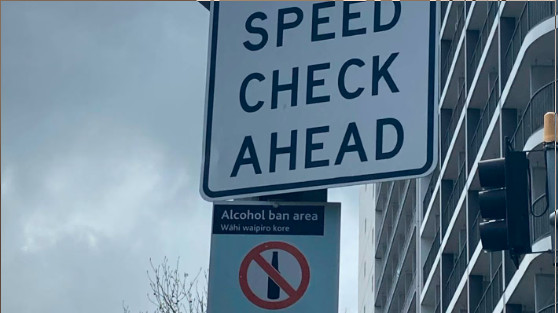 SPEED
CHECK
AHEAD
Alcohol ban area
Wāhi waipiro kore